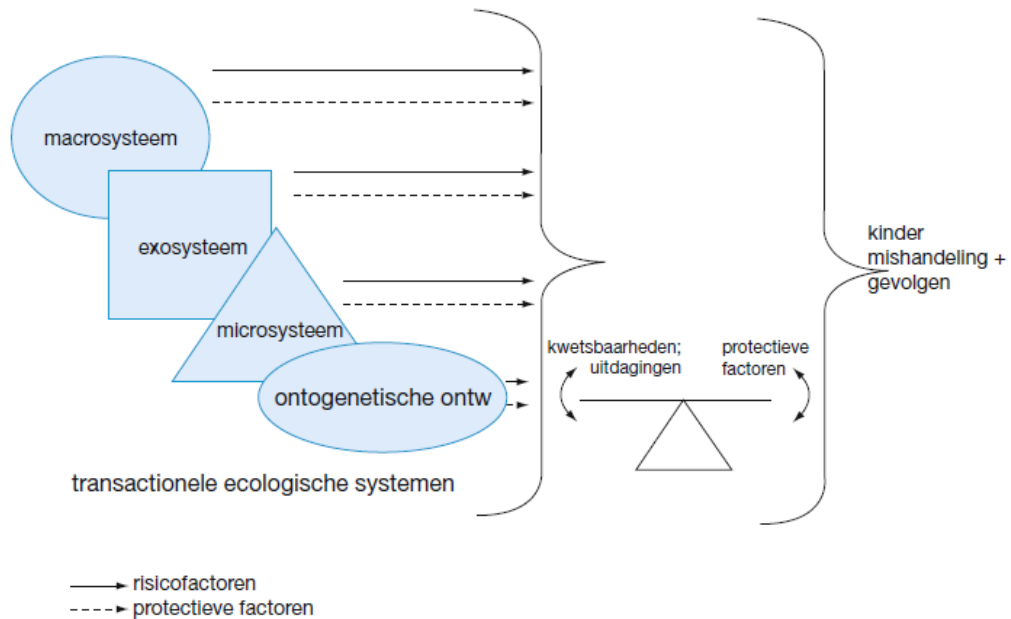 macrosysteem
exosysteem
microsysteem
ontogenetische ontw
transactionele ecologische systemen
kwetsbaarheden;
uitdagingen
protectieve
factoren
kinder
mishandeling +
gevolgen
risicofactoren
protectieve factoren